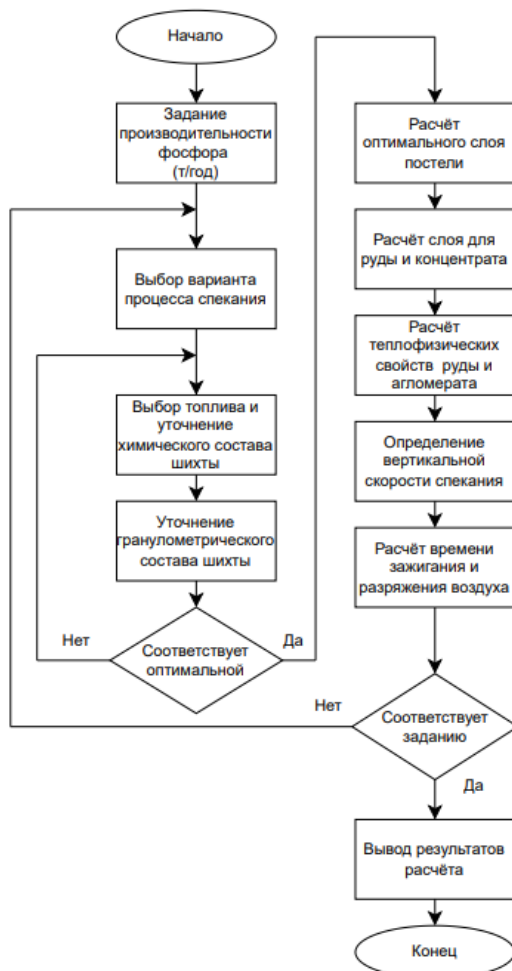 Начало
Задание
производительности
фосфора
(т/год)
Выбор варианта
процесса спекания
Выбор топлива и
уточнение
химического состава
шихты
Уточнение
гранулометрического
состава шихты
Нет
Соответствует
оптимальной
Да
Расчёт
оптимального слоя
постели
Расчёт слоя для
руды и концентрата
Расчёт
теплофизических
свойств руды и
агломерата
Определение
вертикальной
скорости спекания
Расчёт времени
зажигания и
разряжения воздуха
Нет
Соответствует
заданию
Да
Вывод результатов
расчёта
Конец